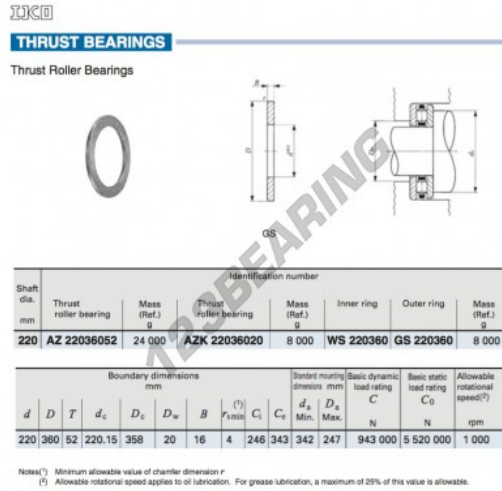 IKO
THRUST BEARINGS
Thrust Roller Bearings
B
r
D
GS
123BEARING
Identification number
Shaft dia. mm
Thrust roller bearing
Mass (Ref.) g
Thrust roller bearing
Mass (Ref.) g
Inner ring
Outer ring
Mass (Ref.) g
220 AZ 22036052 24 000 AZK 22036020 8 000 WS 220360 GS 220360 8 000
Boundary dimensions mm
Standard mounting dimensions mm
Basic dynamic load rating C N
Basic static load rating C0 N
Allowable rotational speed(2) rpm
d D T dc Dc Dw B rs min(1) Ci Ce da Min. Da Max.
220 360 52 220.15 358 20 16 4 246 343 342 247 943 000 5 520 000 1 000
Notes(1) Minimum allowable value of chamfer dimension r
(2) Allowable rotational speed applies to oil lubrication. For grease lubrication, a maximum of 25% of this value is allowable.